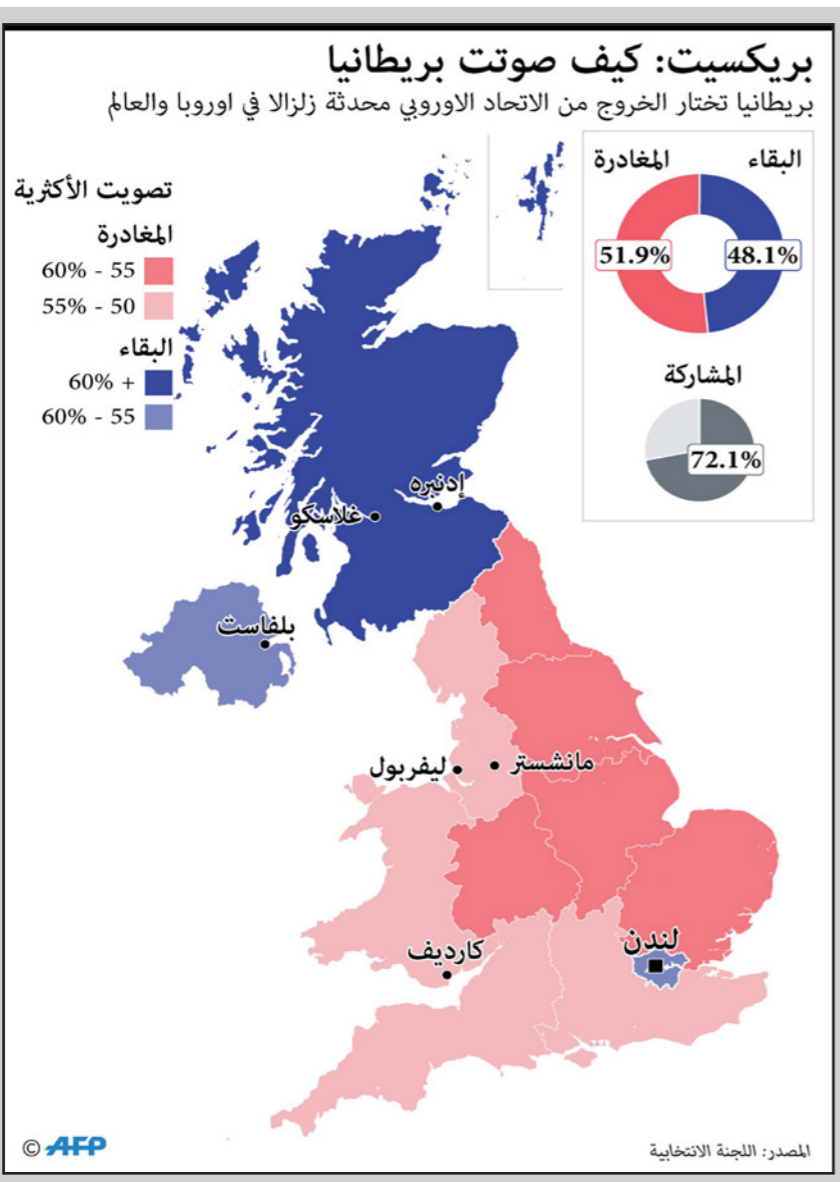 بريكسيت: كيف صوتت بريطانيا
بريطانيا تختار الخروج من الاتحاد الاوروبي محدثة زلزالا في اوروبا والعالم
البقاء
المغادرة
48.1%
51.9%
المشاركة
72.1%
تصويت الأكثرية
المغادرة
60% - 55
55% - 50
البقاء
60% +
60% - 55
إدنبره
غلاسكو
بلفاست
مانشستر
ليفربول
كارديف
لندن
المصدر: اللجنة الانتخابية
© AFP